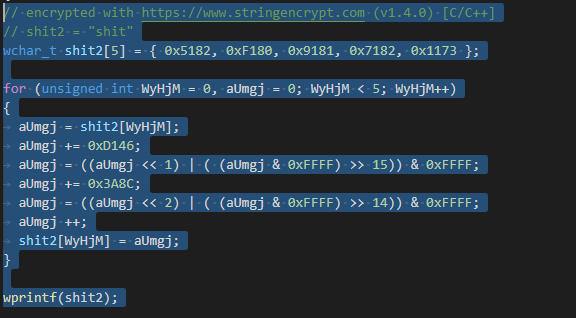 // encrypted with https://www.stringencrypt.com (v1.4.0) [C/C++]
// shit2 = "shit"
wchar_t shit2[5] = { 0x5182, 0xF180, 0x9181, 0x7182, 0x1173 };
for (unsigned int WyHjM = 0, aUmgj = 0; WyHjM < 5; WyHjM++)
{
aUmgj = shit2[WyHjM];
aUmgj += 0xD146;
aUmgj = ((aUmgj << 1) | ( (aUmgj & 0xFFFF) >> 15)) & 0xFFFF;
aUmgj += 0x3A8C;
aUmgj = ((aUmgj << 2) | ( (aUmgj & 0xFFFF) >> 14)) & 0xFFFF;
aUmgj ++;
shit2[WyHjM] = aUmgj;
}
wprintf(shit2);